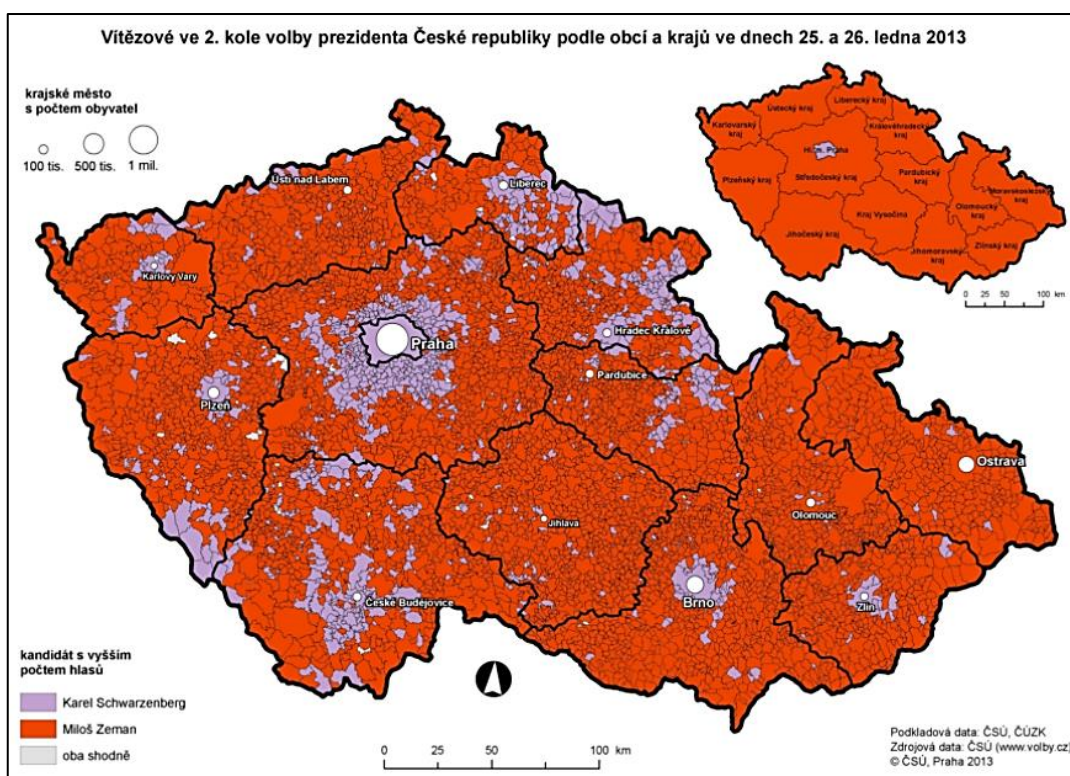 Vítězové ve 2. kole volby prezidenta České republiky podle obcí a krajů ve dnech 25. a 26. ledna 2013
krajské město
s počtem obyvatel
100 tis. 500 tis. 1 mil.
Ústecký kraj
Liberecký kraj
Karlovarský
kraj
Královéhradecký
kraj
Hl. m. Praha
Plzeňský kraj
Středočeský kraj
Pardubický
kraj
Moravskoslezský
kraj
Olomoucký
kraj
Kraj Vysočina
Jihočeský kraj
Jihomoravský
kraj
Zlínský kraj
0 25 50 100 km
Ústí nad Labem
Liberec
Karlovy Vary
Hradec Králové
Praha
Pardubice
Plzeň
Ostrava
Olomouc
Jihlava
České Budějovice
Brno
Zlín
kandidát s vyšším
počtem hlasů
Karel Schwarzenberg
Miloš Zeman
oba shodně
0 25 50 100 km
Podkladová data: ČSÚ, ČÚZK
Zdrojová data: ČSÚ (www.volby.cz)
© ČSÚ, Praha 2013